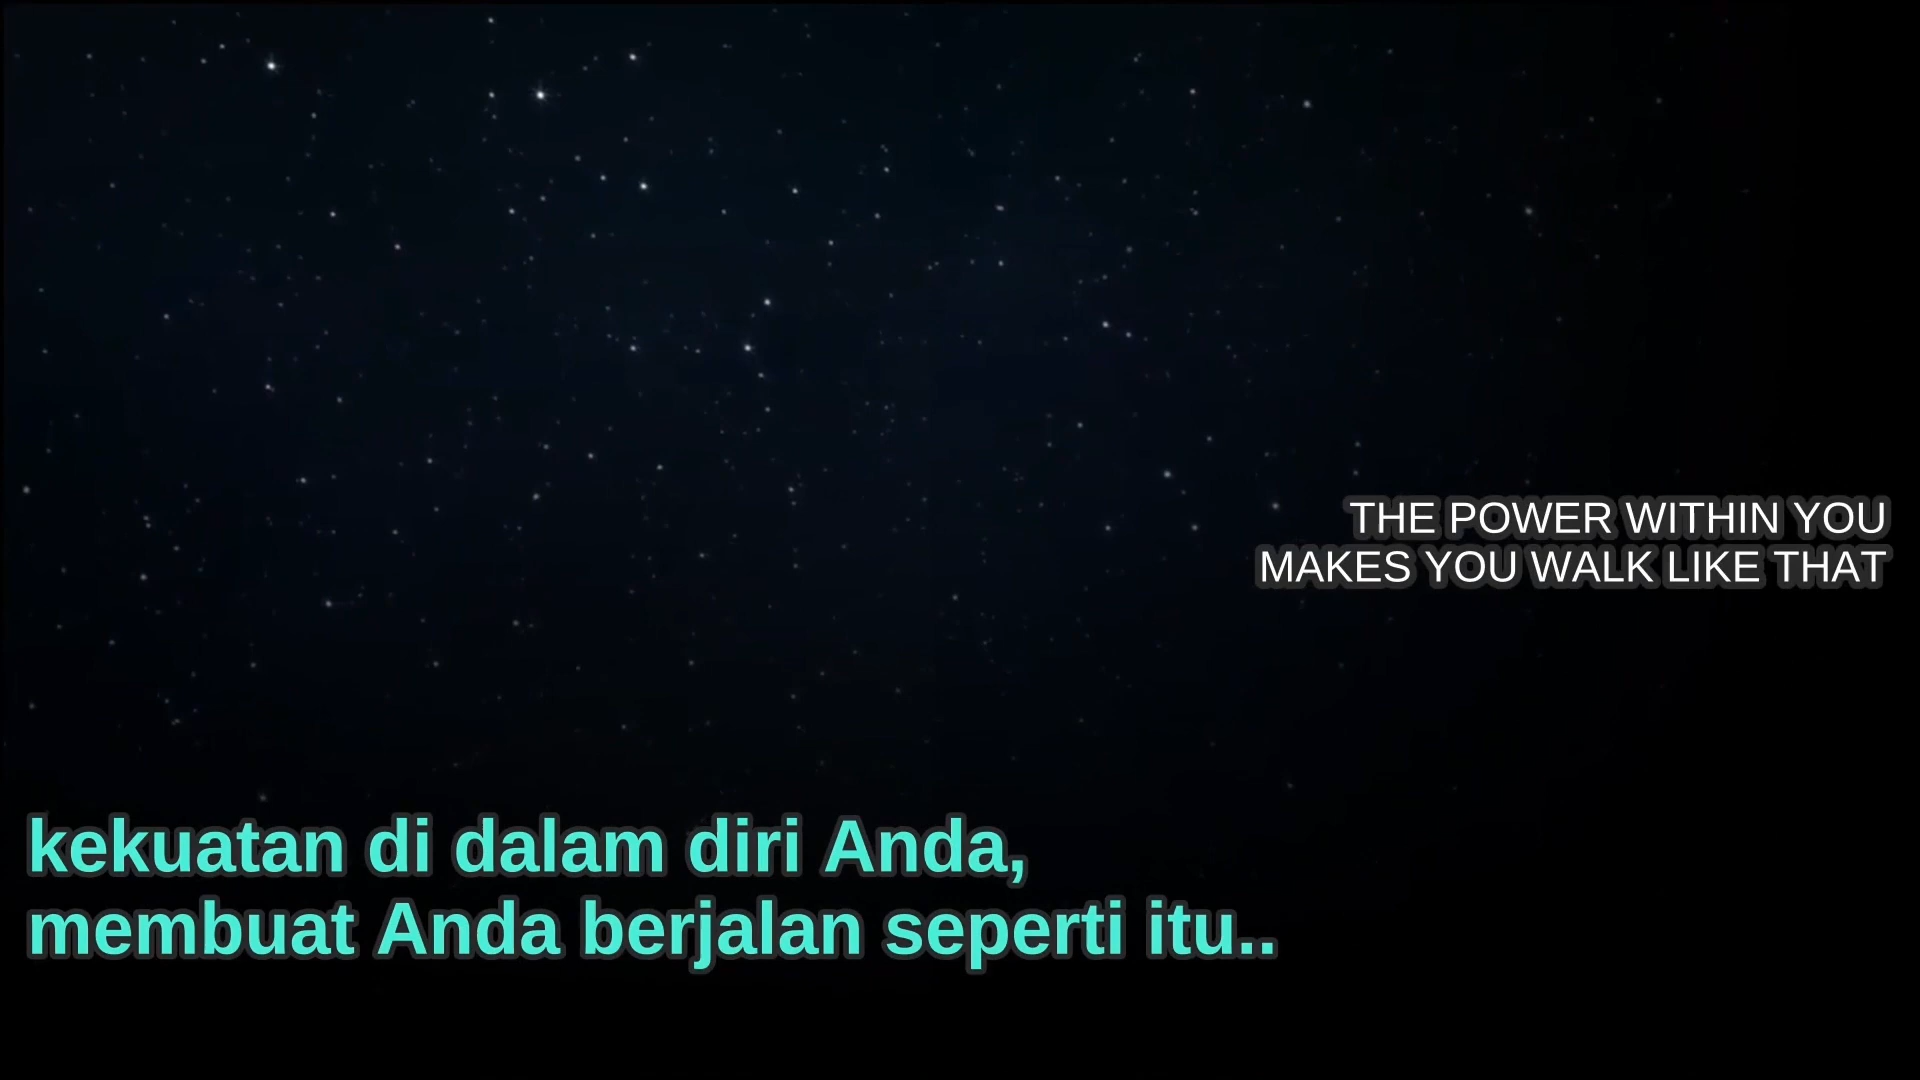 THE POWER WITHIN YOU
MAKES YOU WALK LIKE THAT
kekuatan di dalam diri Anda,
membuat Anda berjalan seperti itu..